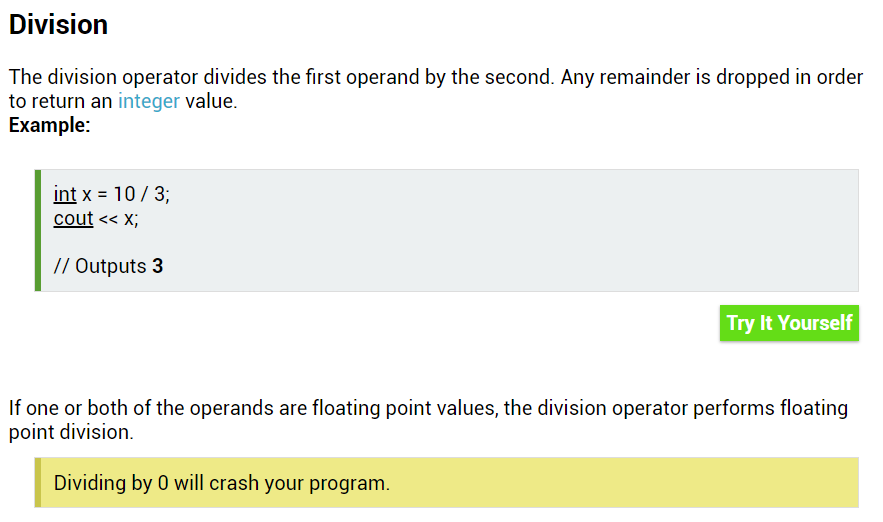 Division
The division operator divides the first operand by the second. Any remainder is dropped in order
to return an integer value.
Example:
int x = 10 / 3;
cout << x;
// Outputs 3
Try It Yourself
If one or both of the operands are floating point values, the division operator performs floating
point division.
Dividing by 0 will crash your program.